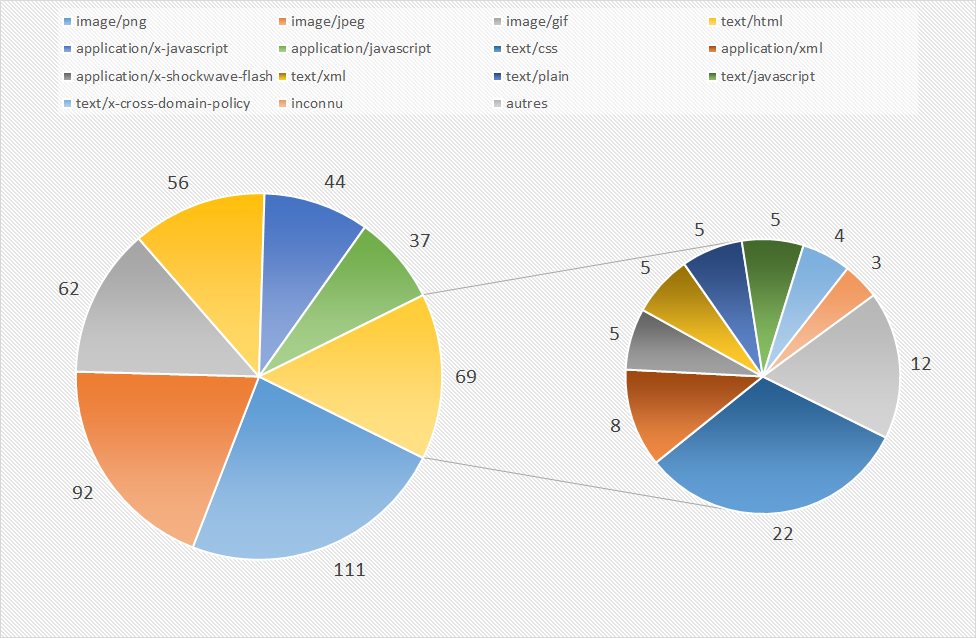 image/png image/jpeg image/gif text/html
application/x-javascript application/javascript text/css application/xml
application/x-shockwave-flash text/xml text/plain text/javascript
text/x-cross-domain-policy inconnu autres
56 44
37
62
69
92
111
5 5 4
5 3
5
12
8
22